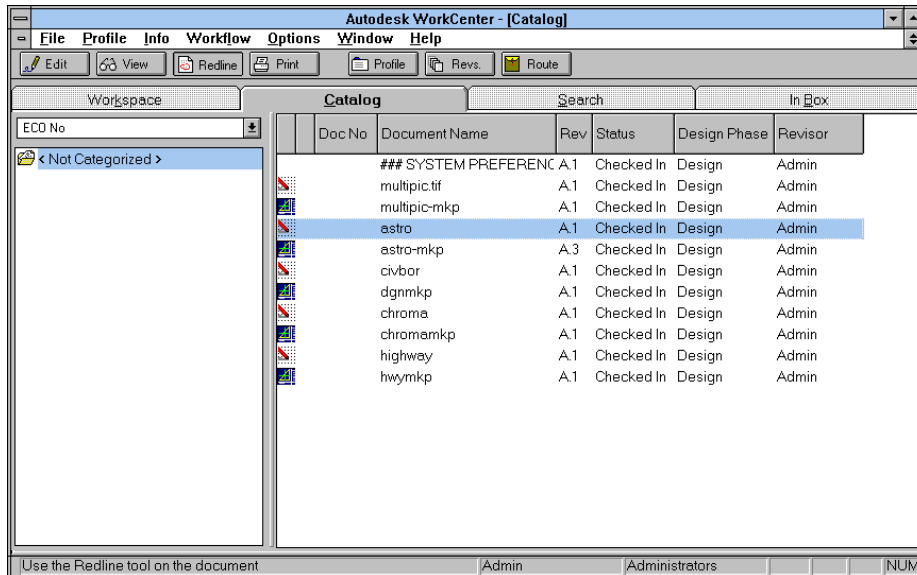 Autodesk WorkCenter - [Catalog]
File Profile Info Workflow Options Window Help
Edit View Redline Print Profile Revs. Route
Workspace Catalog Search In Box
ECO No
< Not Categorized >
Doc No Document Name Rev Status Design Phase Revisor
### SYSTEM PREFERENC A.1 Checked In Design Admin
multipic.tif A.1 Checked In Design Admin
multipic-mkp A.1 Checked In Design Admin
astro A.1 Checked In Design Admin
astro-mkp A.3 Checked In Design Admin
civbor A.1 Checked In Design Admin
dgnmkp A.1 Checked In Design Admin
chroma A.1 Checked In Design Admin
chromamkp A.1 Checked In Design Admin
highway A.1 Checked In Design Admin
hwymkp A.1 Checked In Design Admin
Use the Redline tool on the document Admin Administrators NUM